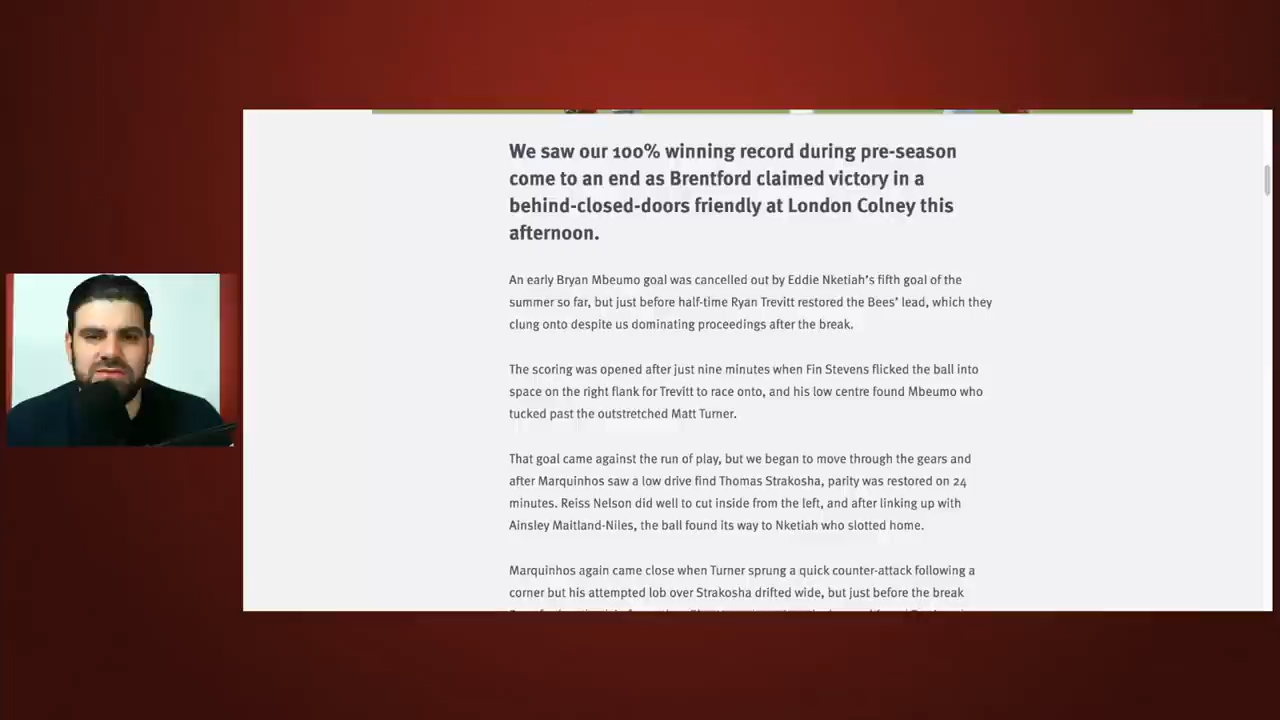 We saw our 100% winning record during pre-season
come to an end as Brentford claimed victory in a
behind-closed-doors friendly at London Colney this
afternoon.
An early Bryan Mbeumo goal was cancelled out by Eddie Nketiah's fifth goal of the
summer so far, but just before half-time Ryan Trevitt restored the Bees' lead, which they
clung onto despite us dominating proceedings after the break.
The scoring was opened after just nine minutes when Fin Stevens flicked the ball into
space on the right flank for Trevitt to race onto, and his low centre found Mbeumo who
tucked past the outstretched Matt Turner.
That goal came against the run of play, but we began to move through the gears and
after Marquinhos saw a low drive find Thomas Strakosha, parity was restored on 24
minutes. Reiss Nelson did well to cut inside from the left, and after linking up with
Ainsley Maitland-Niles, the ball found its way to Nketiah who slotted home.
Marquinhos again came close when Turner sprung a quick counter-attack following a
corner but his attempted lob over Strakosha drifted wide, but just before the break